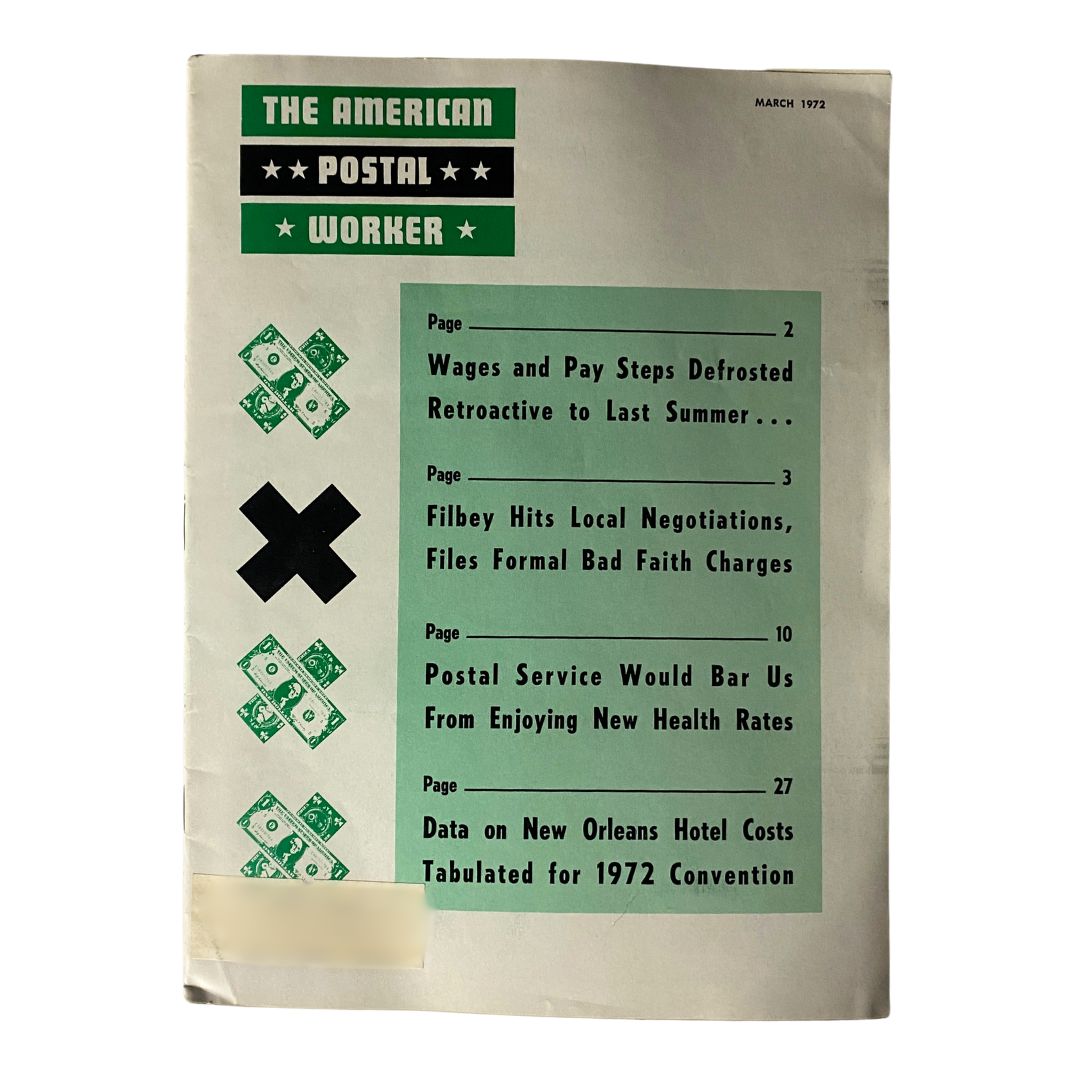 THE AMERICAN
POSTAL
WORKER
MARCH 1972
Page 2
Wages and Pay Steps Defrosted
Retroactive to Last Summer . . .
Page 3
Filbey Hits Local Negotiations,
Files Formal Bad Faith Charges
Page 10
Postal Service Would Bar Us
From Enjoying New Health Rates
Page 27
Data on New Orleans Hotel Costs
Tabulated for 1972 Convention